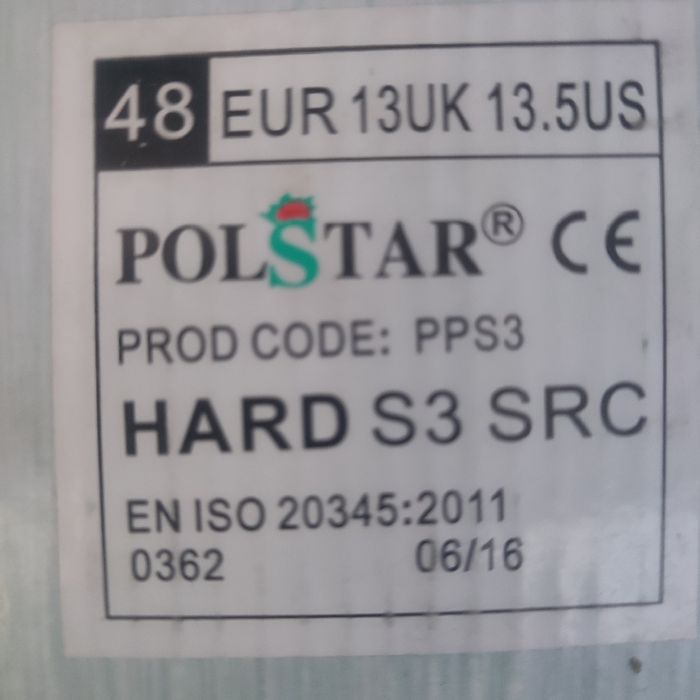 48 EUR 13UK 13.5US
POLSTAR® CE
PROD CODE: PPS3
HARD S3 SRC
EN ISO 20345:2011
0362 06/16